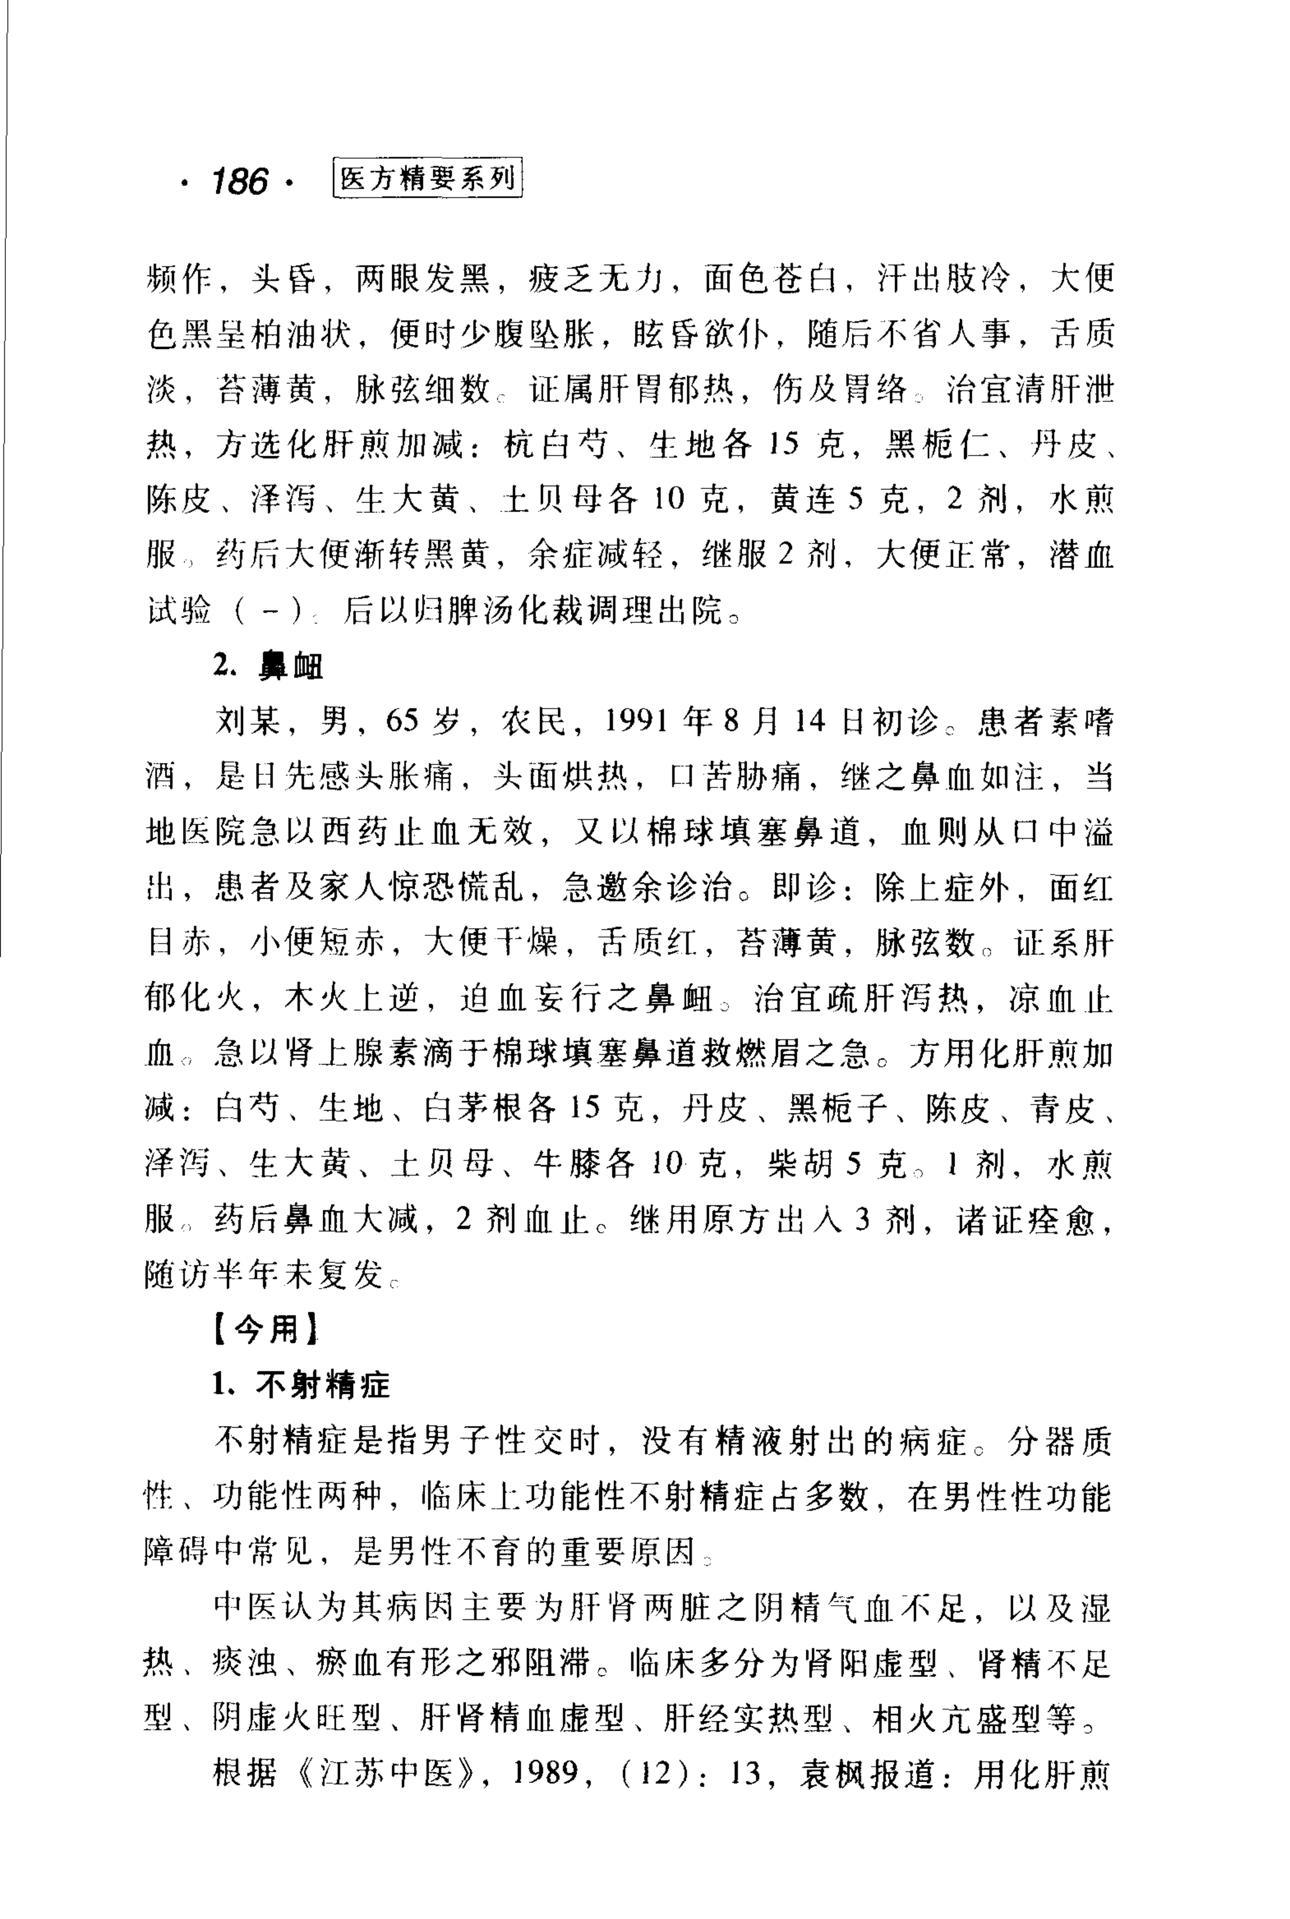 · 186 · 医方精要系列
频作，头昏，两眼发黑，疲乏无力，面色苍白，汗出肢冷，大便
色黑呈柏油状，便时少腹坠胀，眩昏欲仆，随后不省人事，舌质
淡，苔薄黄，脉弦细数。证属肝胃郁热，伤及胃络。治宜清肝泄
热，方选化肝煎加减：杭白芍、生地各 15 克，黑栀仁、丹皮、
陈皮、泽泻、生大黄、土贝母各 10 克，黄连 5 克，2 剂，水煎
服。药后大便渐转黑黄，余症减轻，继服 2 剂，大便正常，潜血
试验（-）。后以归脾汤化裁调理出院。
2. 鼻衄
刘某，男，65 岁，农民，1991 年 8 月 14 日初诊。患者素嗜
酒，是日先感头胀痛，头面烘热，口苦胁痛，继之鼻血如注，当
地医院急以西药止血无效，又以棉球填塞鼻道，血则从口中溢
出，患者及家人惊恐慌乱，急邀余诊治。即诊：除上症外，面红
目赤，小便短赤，大便干燥，舌质红，苔薄黄，脉弦数。证系肝
郁化火，木火上逆，迫血妄行之鼻衄。治宜疏肝泻热，凉血止
血。急以肾上腺素滴于棉球填塞鼻道救燃眉之急。方用化肝煎加
减：白芍、生地、白茅根各 15 克，丹皮、黑栀子、陈皮、青皮、
泽泻、生大黄、土贝母、牛膝各 10 克，柴胡 5 克。1 剂，水煎
服。药后鼻血大减，2 剂血止。继用原方出入 3 剂，诸证痊愈，
随访半年未复发。
【今用】
1. 不射精症
不射精症是指男子性交时，没有精液射出的病症。分器质
性、功能性两种，临床上功能性不射精症占多数，在男性性功能
障碍中常见，是男性不育的重要原因。
中医认为其病因主要为肝肾两脏之阴精气血不足，以及湿
热、痰浊、瘀血有形之邪阻滞。临床多分为肾阳虚型、肾精不足
型、阴虚火旺型、肝肾精血虚型、肝经实热型、相火亢盛型等。
根据《江苏中医》，1989，（12）：13，袁枫报道：用化肝煎